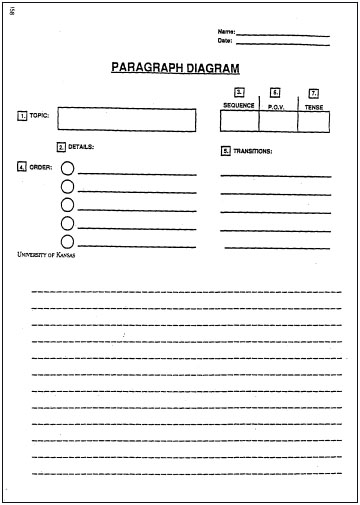 158
Name:
Date:
PARAGRAPH DIAGRAM
3. 6. 7.
SEQUENCE P.O.V. TENSE
1. TOPIC:
2. DETAILS:
5. TRANSITIONS:
4. ORDER:
UNIVERSITY OF KANSAS